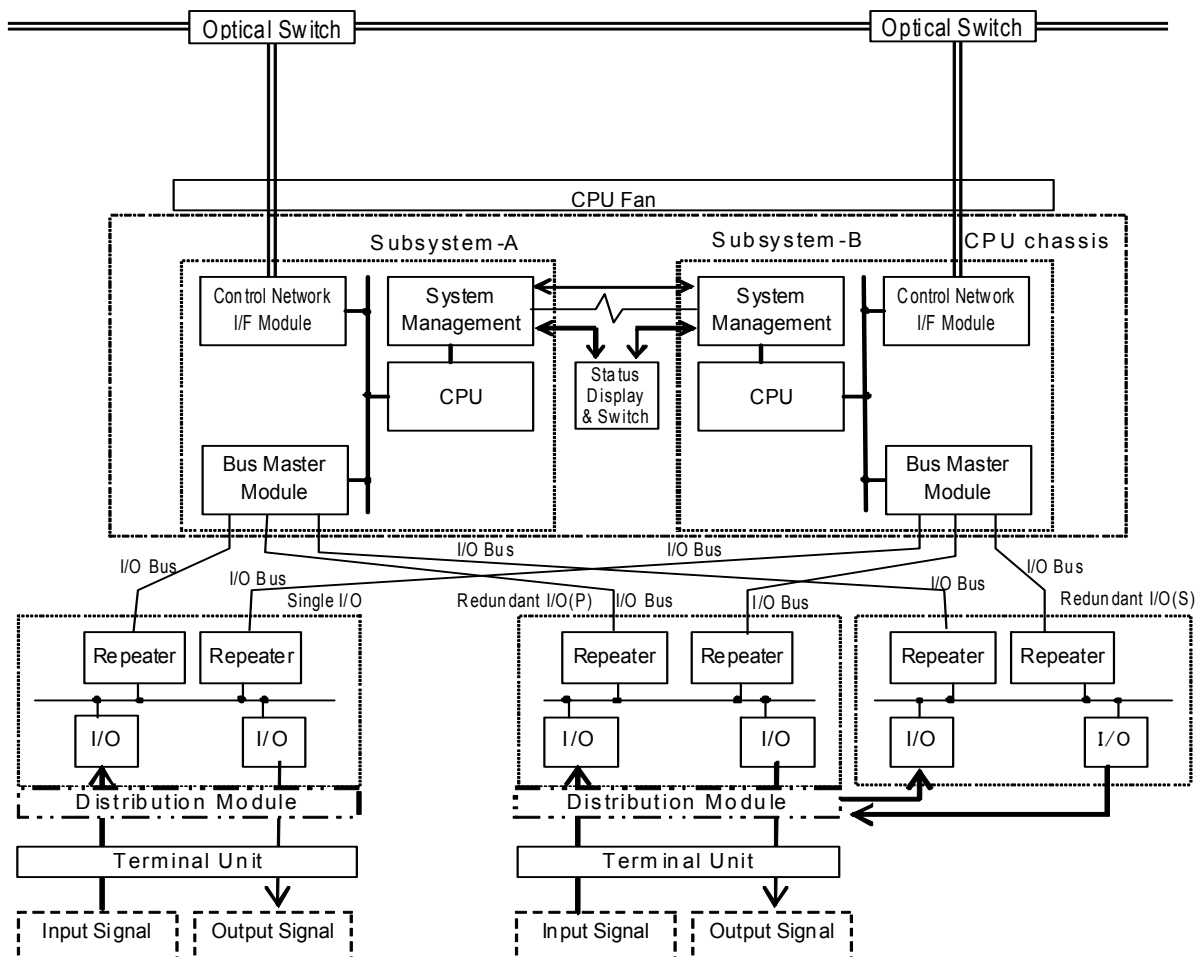 Optical Switch
Optical Switch
CPU Fan
Subsystem-A
Subsystem-B
CPU chassis
Control Network
I/F Module
System
Management
System
Management
Control Network
I/F Module
CPU
Status
Display
& Switch
CPU
Bus Master
Module
Bus Master
Module
I/O Bus
I/O Bus
I/O Bus
I/O Bus
I/O Bus
I/O Bus
Single I/O
Redundant I/O(P)
I/O Bus
I/O Bus
Redundant I/O(S)
Repeater
Repeater
Repeater
Repeater
Repeater
Repeater
I/O
I/O
I/O
I/O
I/O
I/O
Distribution Module
Distribution Module
Terminal Unit
Terminal Unit
Input Signal
Output Signal
Input Signal
Output Signal